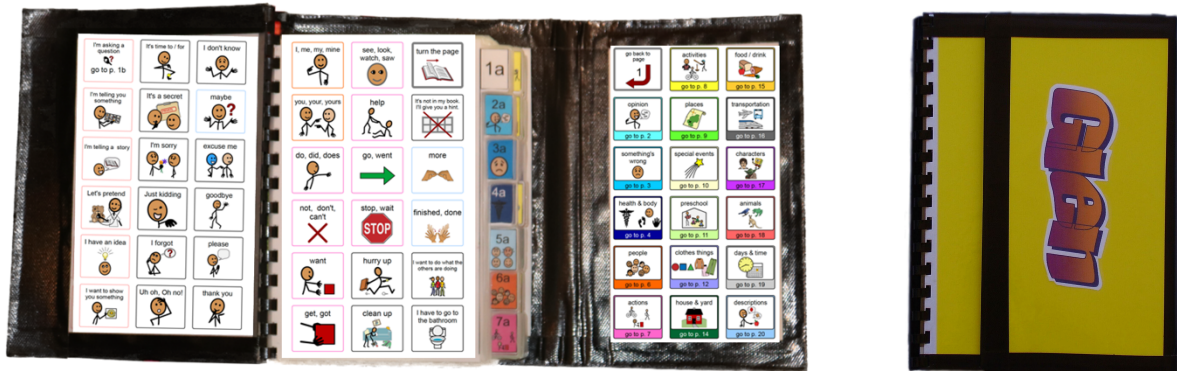 I'm asking a
question
go to p. 1b
It's time to / for
I don't know
I'm telling you
something
It's a secret
maybe
I'm telling a story
I'm sorry
excuse me
Let's pretend
Just kidding
goodbye
I have an idea
I forgot
please
I want to show
you something
Uh oh, Oh no!
thank you
I, me, my, mine
see, look,
watch, saw
turn the page
you, your, yours
help
It's not in my book.
I'll give you a hint.
do, did, does
go, went
more
not, don't,
can't
stop, wait
STOP
finished, done
want
hurry up
I want to do what the
others are doing
get, got
clean up
I have to go to
the bathroom
1a
2a
3a
4a
5a
6a
7a
go back to
page
1
activities
go to p. 8
food / drink
go to p. 15
opinion
go to p. 2
places
go to p. 9
transportation
go to p. 16
something's
wrong
go to p. 3
special events
go to p. 10
characters
go to p. 17
health & body
go to p. 4
preschool
go to p. 11
animals
go to p. 18
people
go to p. 6
clothes things
go to p. 12
days & time
go to p. 19
actions
go to p. 7
house & yard
go to p. 14
descriptions
go to p. 20